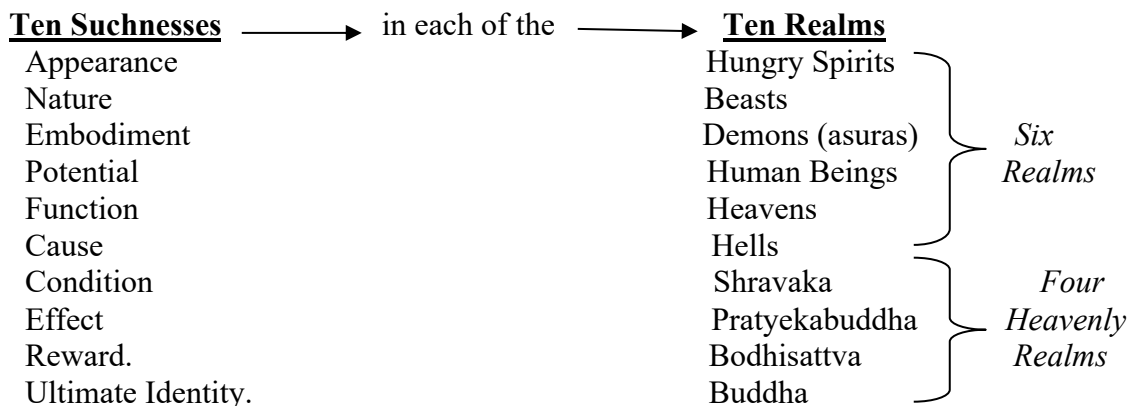 Ten Suchnesses in each of the Ten Realms
Appearance Hungry Spirits
Nature Beasts
Embodiment Demons (asuras) Six
Potential Human Beings Realms
Function Heavens
Cause Hells
Condition Shravaka Four
Effect Pratyekabuddha Heavenly
Reward. Bodhisattva Realms
Ultimate Identity. Buddha